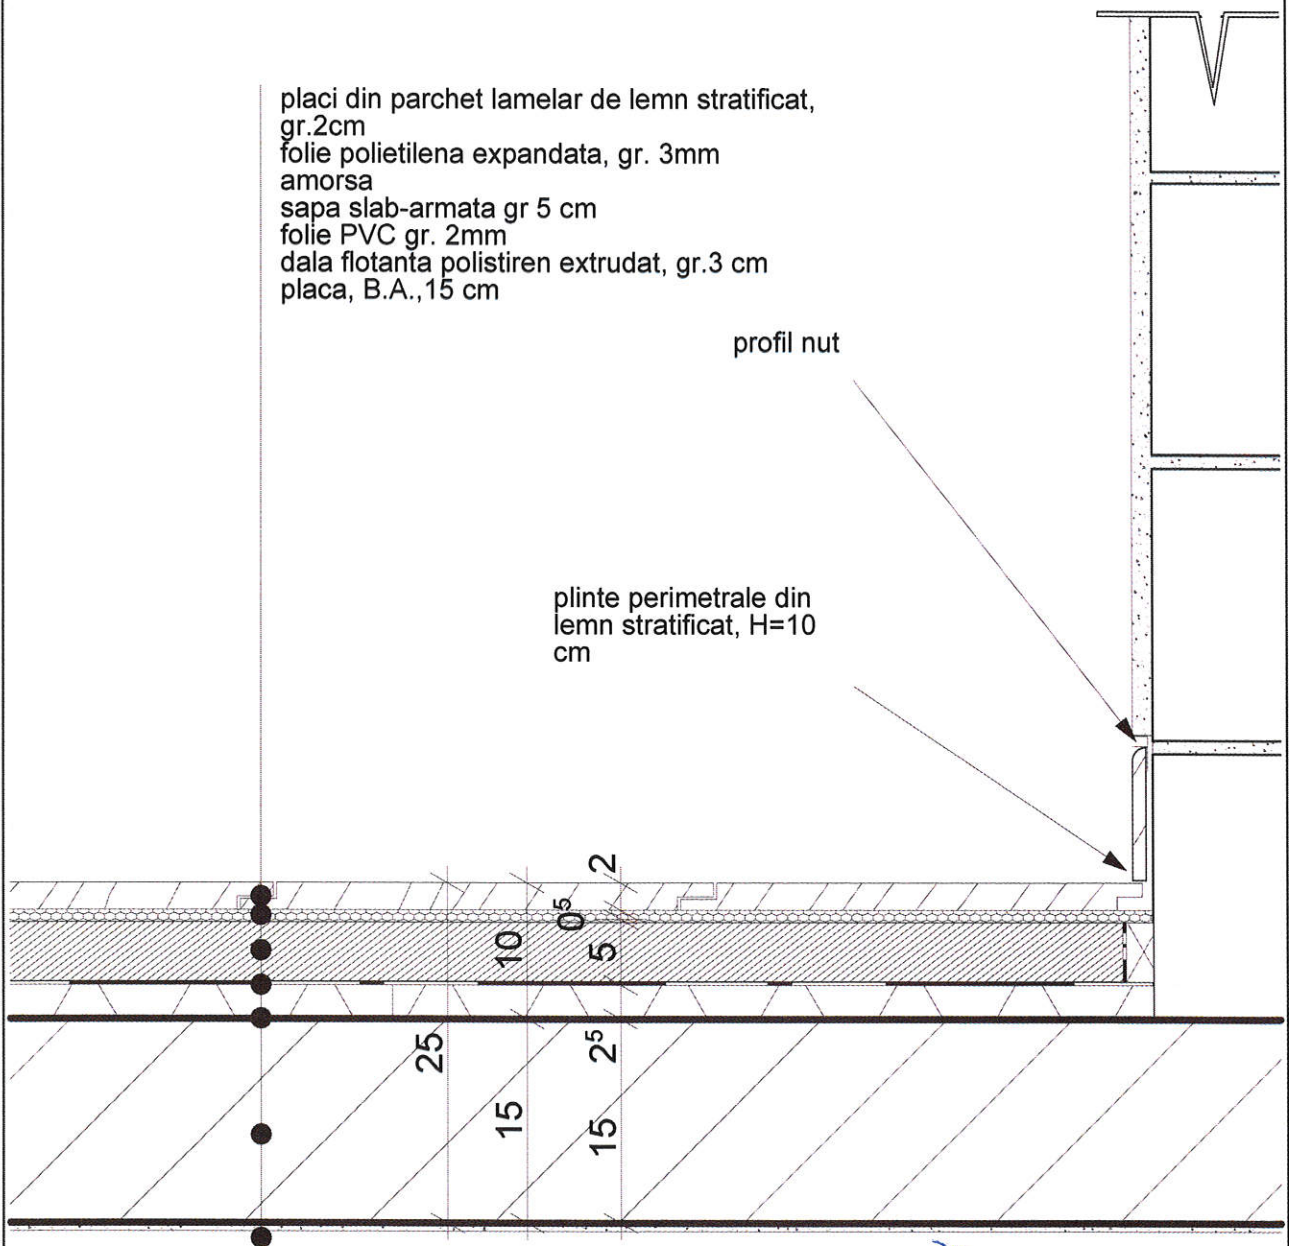 placi din parchet lamelar de lemn stratificat,
gr.2cm
folie polietilena expandata, gr. 3mm
amorsa
sapa slab-armata gr 5 cm
folie PVC gr. 2mm
dala flotanta polistiren extrudat, gr.3 cm
placa, B.A.,15 cm
profil nut
plinte perimetrale din
lemn stratificat, H=10
cm
2
0⁵
10
5
25
2⁵
15
15